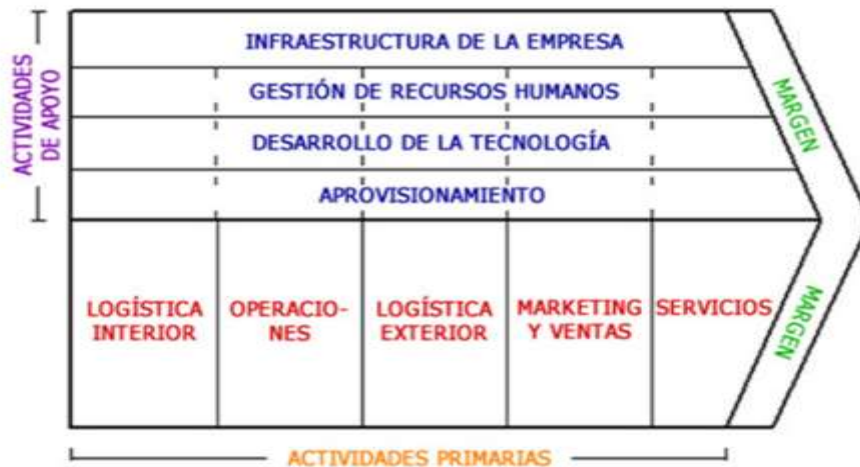 ACTIVIDADES
DE APOYO
INFRAESTRUCTURA DE LA EMPRESA
GESTIÓN DE RECURSOS HUMANOS
DESARROLLO DE LA TECNOLOGÍA
APROVISIONAMIENTO
MARGEN
LOGÍSTICA
INTERIOR
OPERACIO-
NES
LOGÍSTICA
EXTERIOR
MARKETING
Y VENTAS
SERVICIOS
MARGEN
ACTIVIDADES PRIMARIAS